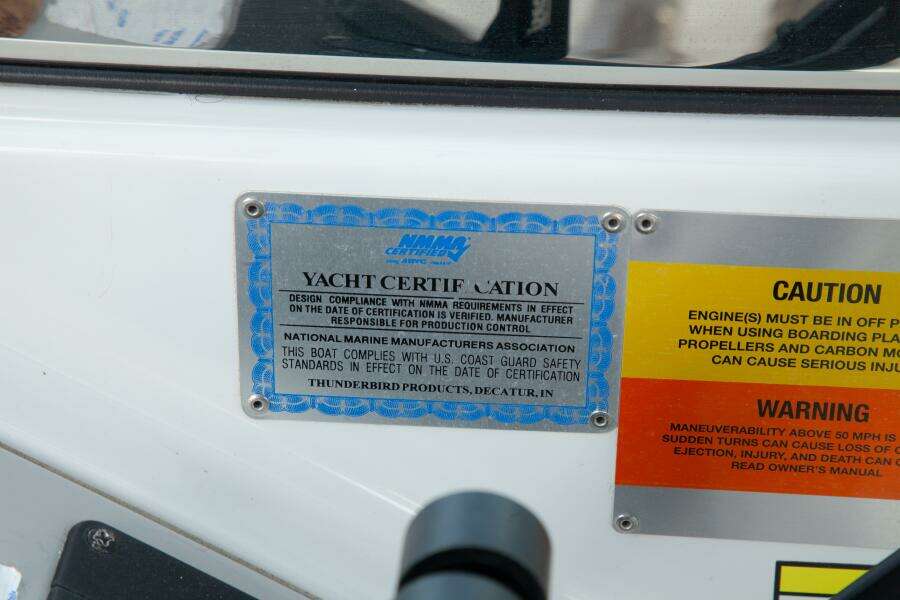 NMMA
CERTIFIED
YACHT CERTIFICATION
DESIGN COMPLIANCE WITH NMMA REQUIREMENTS IN EFFECT
ON THE DATE OF CERTIFICATION IS VERIFIED. MANUFACTURER
RESPONSIBLE FOR PRODUCTION CONTROL
NATIONAL MARINE MANUFACTURERS ASSOCIATION
THIS BOAT COMPLIES WITH U.S. COAST GUARD SAFETY
STANDARDS IN EFFECT ON THE DATE OF CERTIFICATION
THUNDERBIRD PRODUCTS, DECATUR, IN
CAUTION
ENGINE(S) MUST BE IN OFF P
WHEN USING BOARDING PLA
PROPELLERS AND CARBON MO
CAN CAUSE SERIOUS INJU
WARNING
MANEUVERABILITY ABOVE 50 MPH IS
SUDDEN TURNS CAN CAUSE LOSS OF C
EJECTION, INJURY, AND DEATH CAN
READ OWNER'S MANUAL